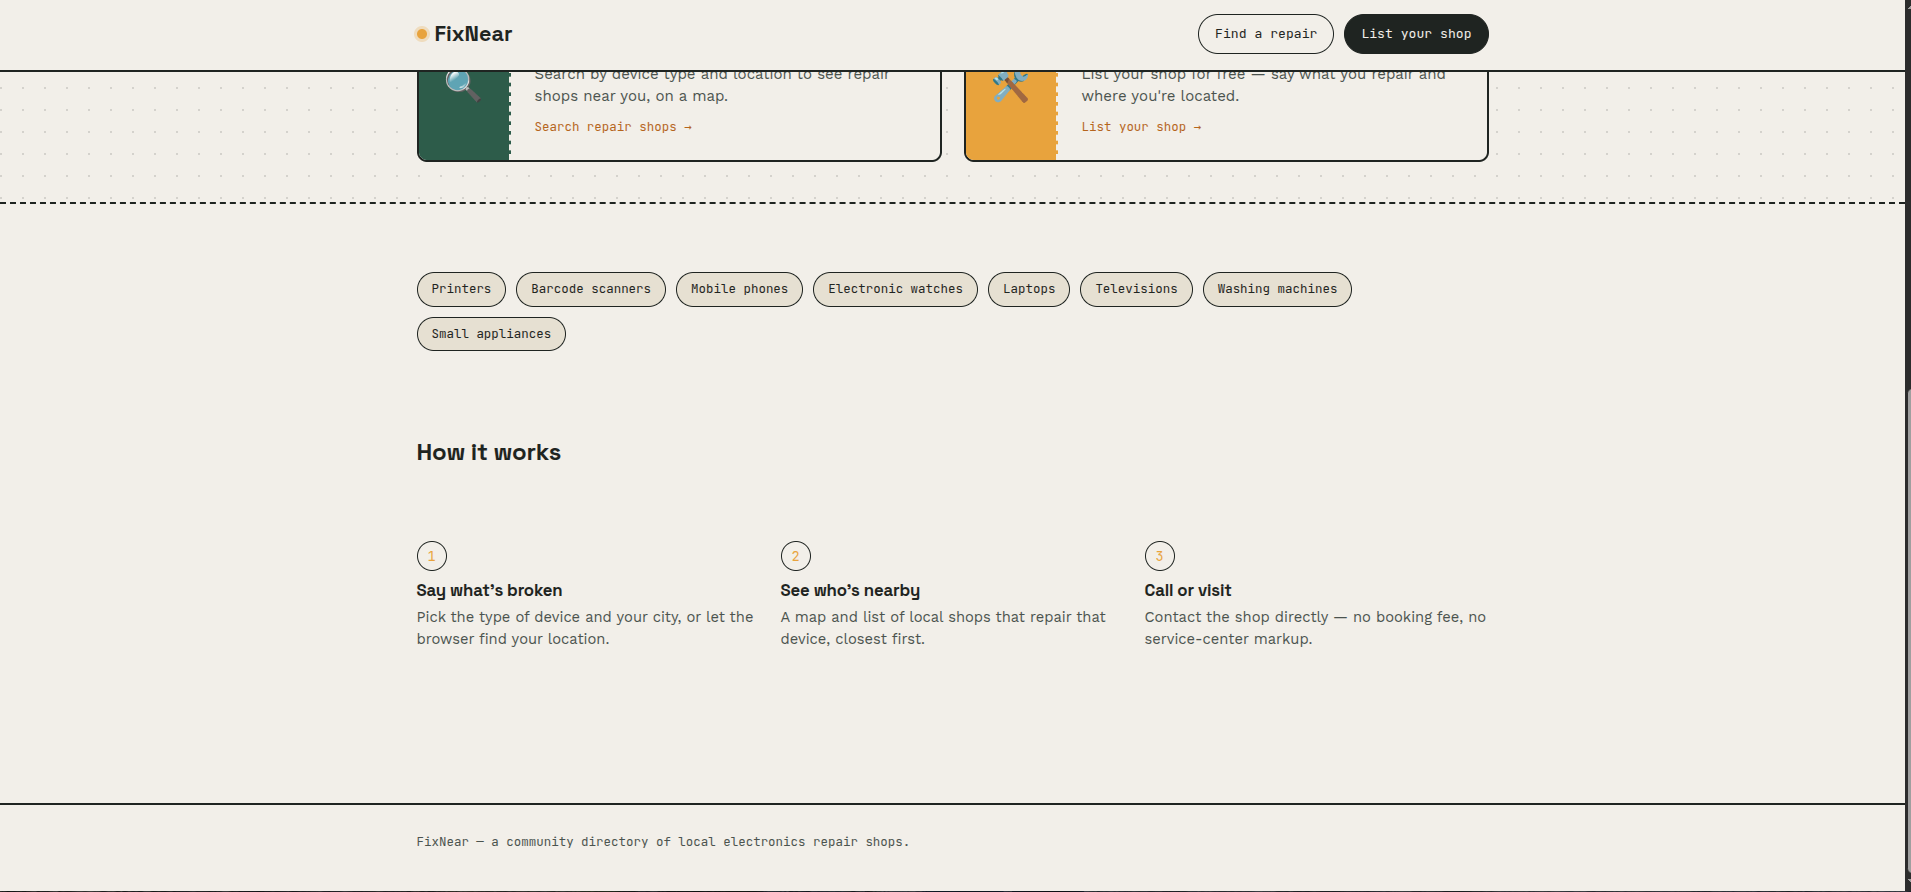 FixNear
Find a repair
List your shop
Search by device type and location to see repair
shops near you, on a map.
Search repair shops →
List your shop for free — say what you repair and
where you're located.
List your shop →
Printers
Barcode scanners
Mobile phones
Electronic watches
Laptops
Televisions
Washing machines
Small appliances
How it works
1
Say what's broken
Pick the type of device and your city, or let the
browser find your location.
2
See who's nearby
A map and list of local shops that repair that
device, closest first.
3
Call or visit
Contact the shop directly — no booking fee, no
service-center markup.
FixNear — a community directory of local electronics repair shops.